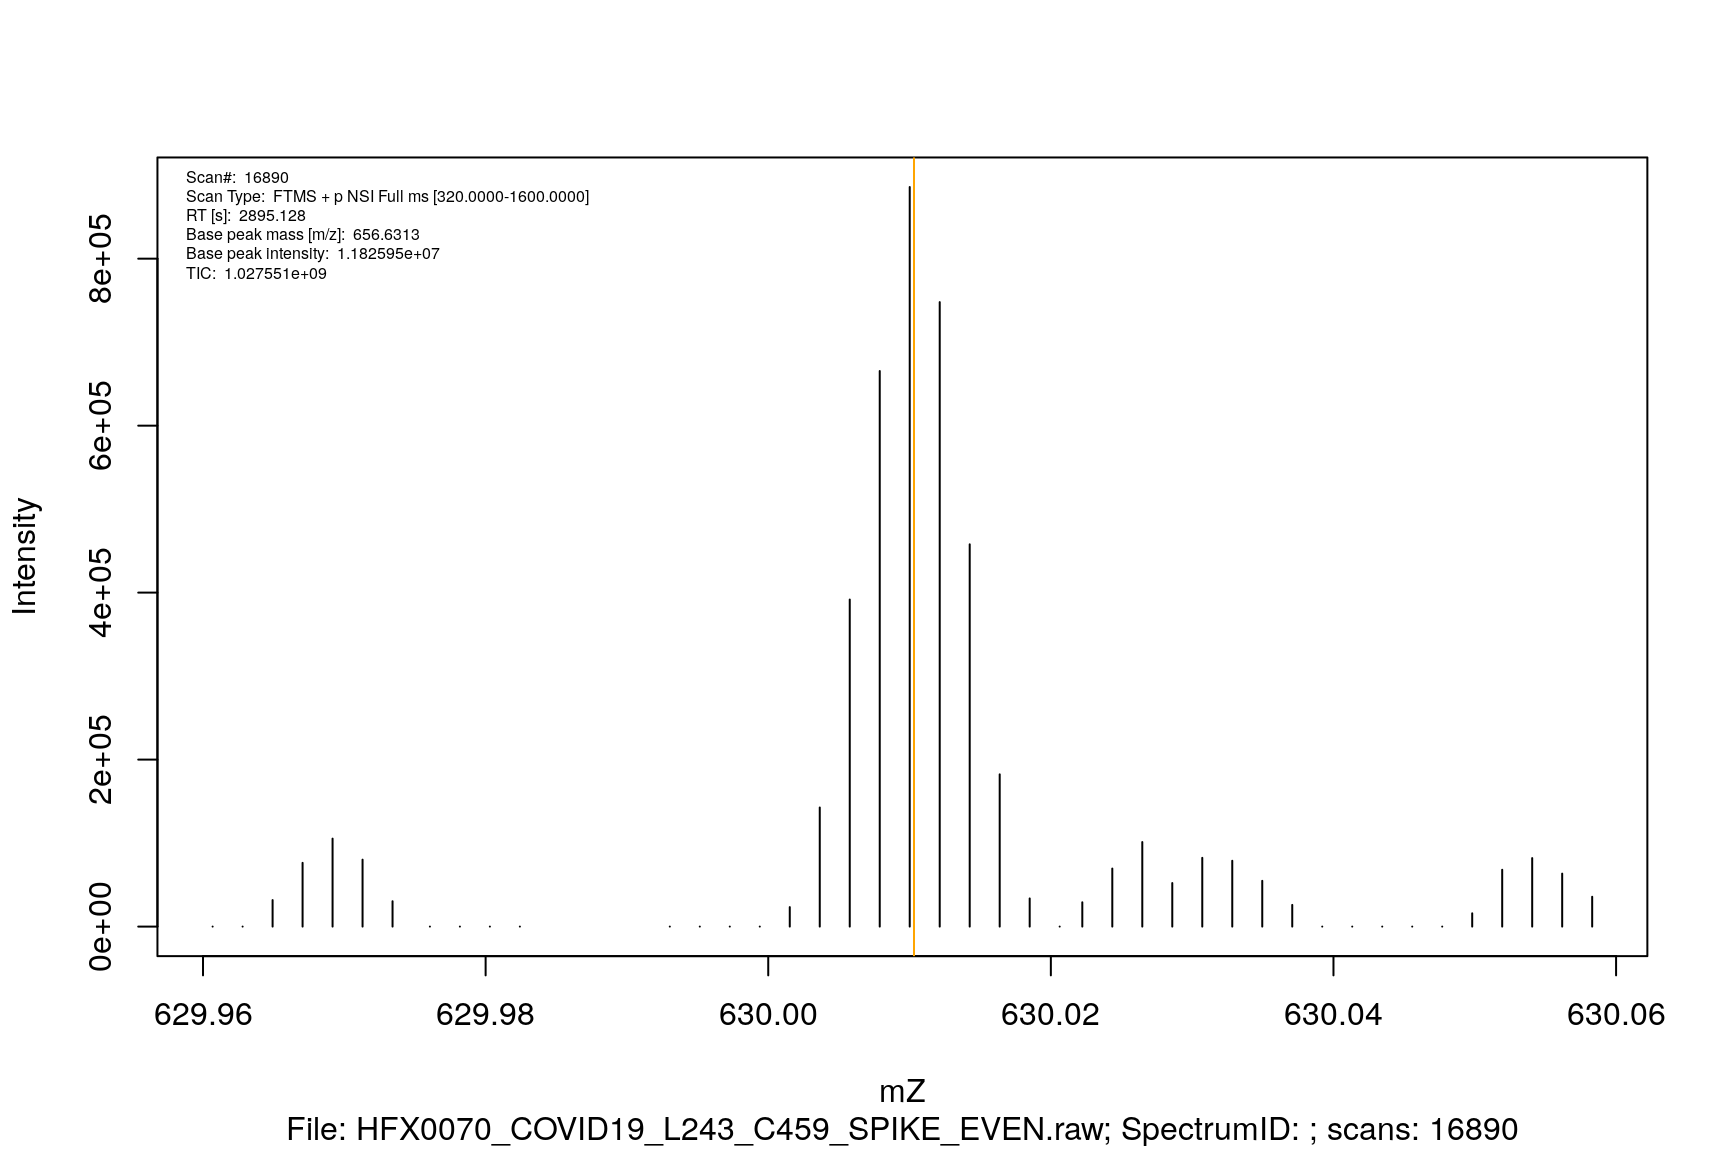 Scan#: 16890
Scan Type: FTMS + p NSI Full ms [320.0000-1600.0000]
RT [s]: 2895.128
Base peak mass [m/z]: 656.6313
Base peak intensity: 1.182595e+07
TIC: 1.027551e+09
8e+05
6e+05
4e+05
2e+05
0e+00
Intensity
629.96 629.98 630.00 630.02 630.04 630.06
mZ
File: HFX0070_COVID19_L243_C459_SPIKE_EVEN.raw; SpectrumID: ; scans: 16890